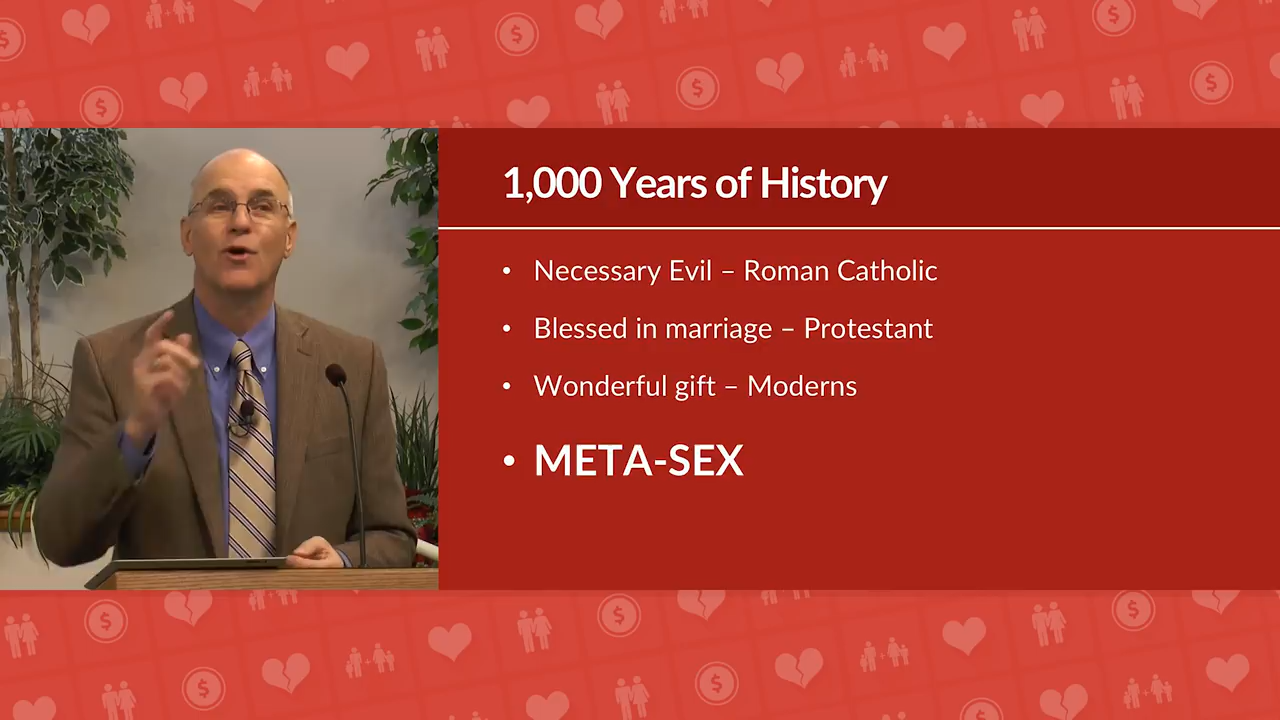 1,000 Years of History
• Necessary Evil – Roman Catholic
• Blessed in marriage – Protestant
• Wonderful gift – Moderns
• META-SEX